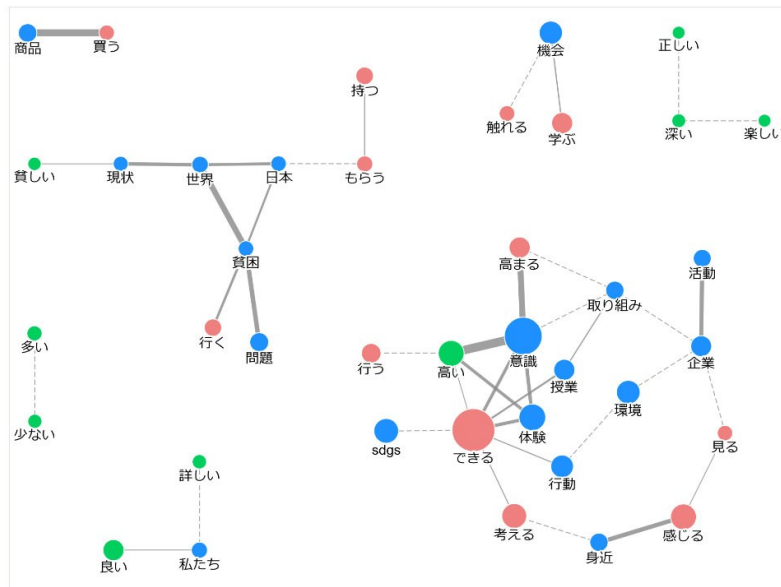 商品
買う
機会
正しい
持つ
触れる
学ぶ
深い
楽しい
貧しい
現状
世界
日本
もらう
貧困
高まる
活動
取り組み
行く
問題
多い
行う
高い
意識
授業
企業
環境
少ない
sdgs
できる
体験
見る
詳しい
行動
考える
身近
感じる
良い
私たち